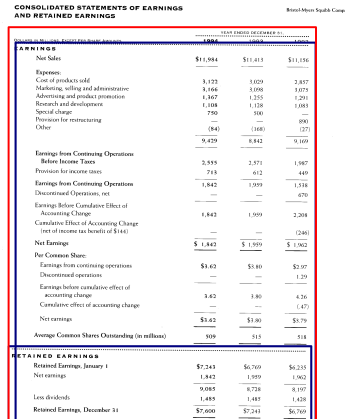 CONSOLIDATED STATEMENTS OF EARNINGS
AND RETAINED EARNINGS
Bristol-Myers Squibb Comp
YEAR ENDED DECEMBER 31,
DOLLARS IN MILLIONS, EXCEPT PER SHARE AMOUNTS 1994 1993 1992
EARNINGS
Net Sales $11,984 $11,413 $11,156
Expenses:
Cost of products sold 3,122 3,029 2,857
Marketing, selling and administrative 3,166 3,098 3,075
Advertising and product promotion 1,367 1,255 1,291
Research and development 1,108 1,128 1,083
Special charge 750 500 —
Provision for restructuring — — 890
Other (84) (168) (27)
9,429 8,842 9,169
Earnings from Continuing Operations
Before Income Taxes 2,555 2,571 1,987
Provision for income taxes 713 612 449
Earnings from Continuing Operations 1,842 1,959 1,538
Discontinued Operations, net — — 670
Earnings Before Cumulative Effect of
Accounting Change 1,842 1,959 2,208
Cumulative Effect of Accounting Change
(net of income tax benefit of $144) — — (246)
Net Earnings $ 1,842 $ 1,959 $ 1,962
Per Common Share:
Earnings from continuing operations $3.62 $3.80 $2.97
Discontinued operations — — 1.29
Earnings before cumulative effect of
accounting change 3.62 3.80 4.26
Cumulative effect of accounting change — — (.47)
Net earnings $3.62 $3.80 $3.79
Average Common Shares Outstanding (in millions) 509 515 518
RETAINED EARNINGS
Retained Earnings, January 1 $7,243 $6,769 $6,235
Net earnings 1,842 1,959 1,962
9,085 8,728 8,197
Less dividends 1,485 1,485 1,428
Retained Earnings, December 31 $7,600 $7,243 $6,769